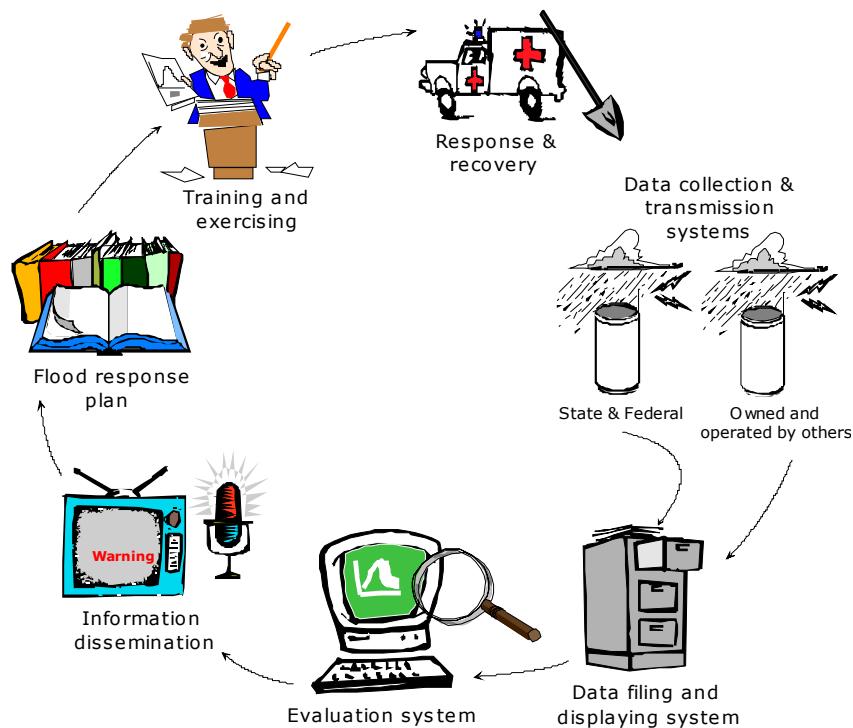 Response &
recovery
Training and
exercising
Data collection &
transmission
systems
State & Federal
Owned and
operated by others
Flood response
plan
Warning
Information
dissemination
Evaluation system
Data filing and
displaying system